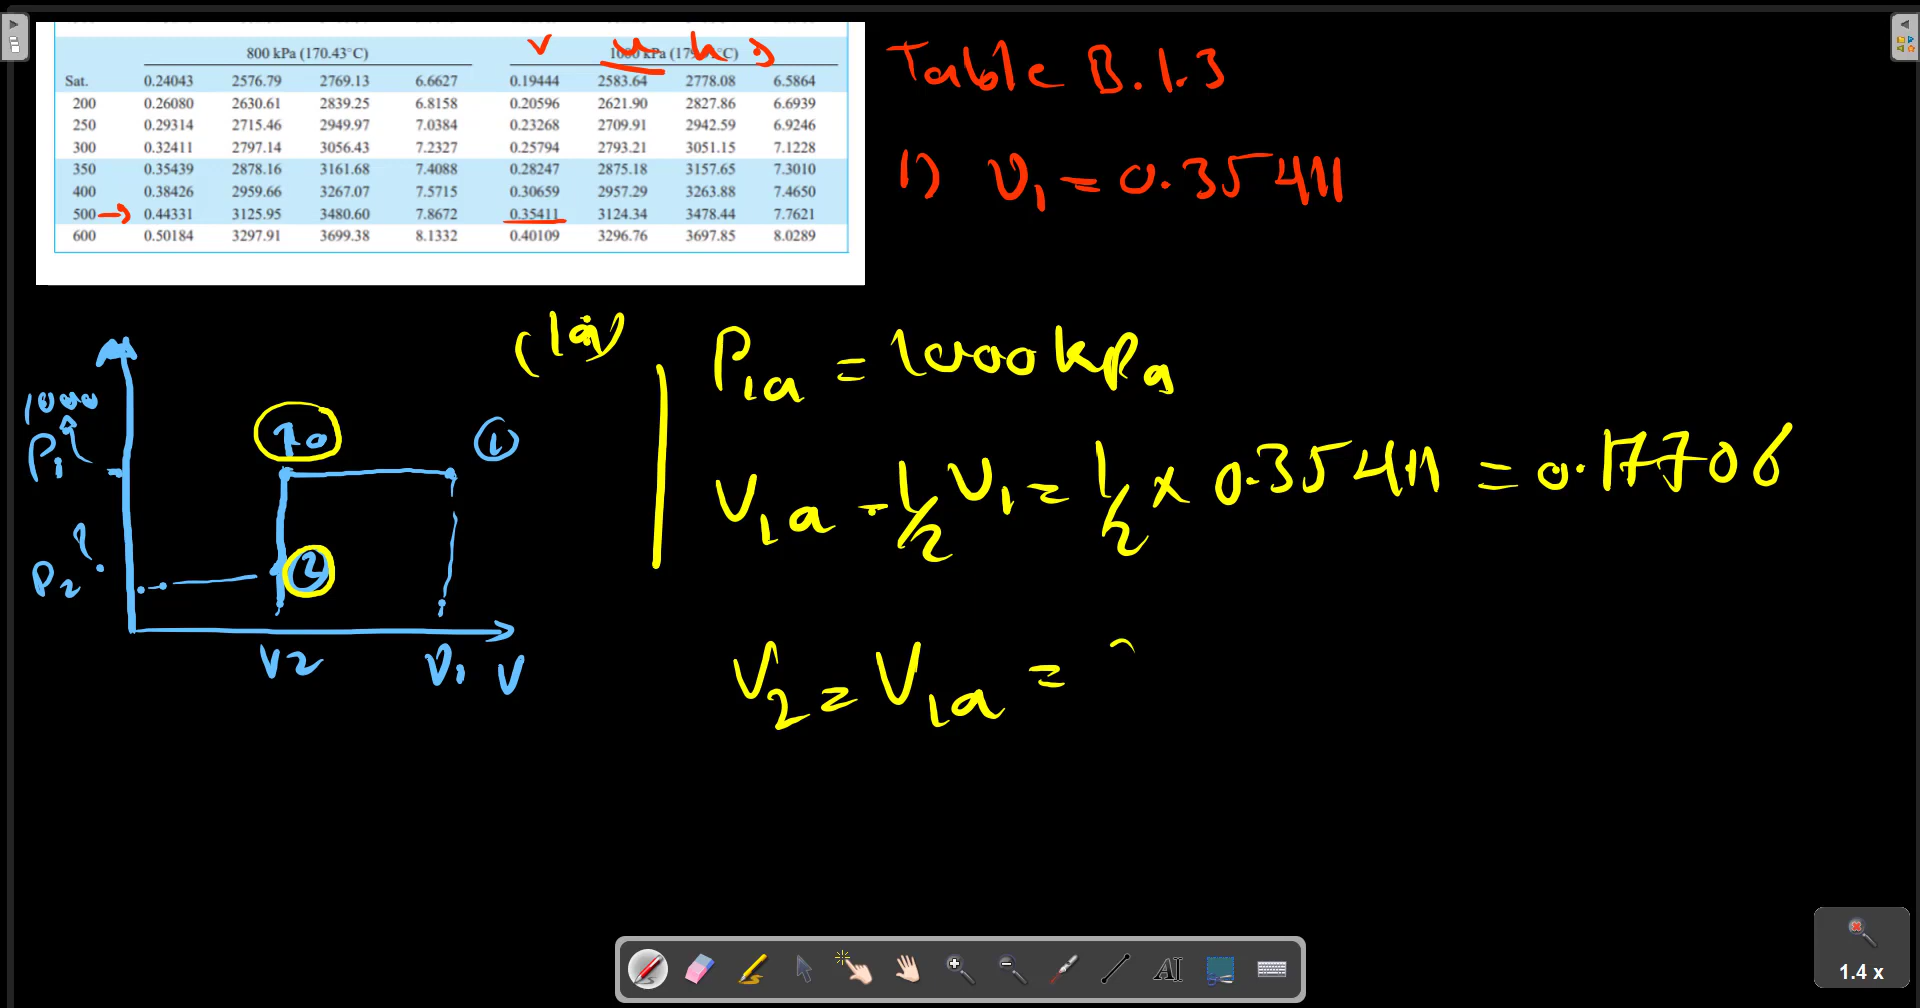 800 kPa (170.43°C) 1000 kPa (179.91°C)
v u h s
Sat. 0.24043 2576.79 2769.13 6.6627 0.19444 2583.64 2778.08 6.5864
200 0.26080 2630.61 2839.25 6.8158 0.20596 2621.90 2827.86 6.6939
250 0.29314 2715.46 2949.97 7.0384 0.23268 2709.91 2942.59 6.9246
300 0.32411 2797.14 3056.43 7.2327 0.25794 2793.21 3051.15 7.1228
350 0.35439 2878.16 3161.68 7.4088 0.28247 2875.18 3157.65 7.3010
400 0.38426 2959.66 3267.07 7.5715 0.30659 2957.29 3263.88 7.4650
500 → 0.44331 3125.95 3480.60 7.8672 0.35411 3124.34 3478.44 7.7621
600 0.50184 3297.91 3699.38 8.1332 0.40109 3296.76 3697.85 8.0289
Table B.1.3
1) v₁ = 0.35411
1000
P₁
P₂ ?
1a
1
2
V2 V₁ V
(1a)
P₁a = 1000 kPa
V₁a = 1/2 V₁ = 1/2 × 0.35411 = 0.17706
V₂ = V₁a =
AI
1.4 x